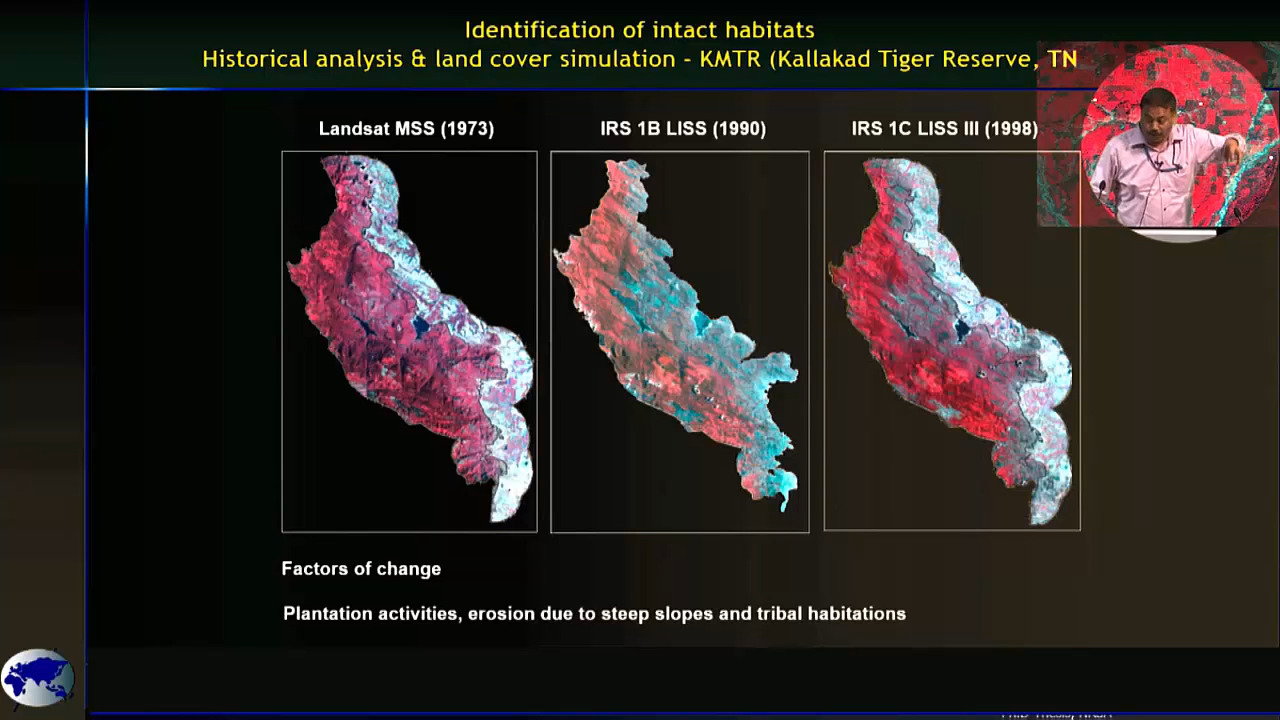 Identification of intact habitats
Historical analysis & land cover simulation - KMTR (Kallakad Tiger Reserve, TN
Landsat MSS (1973)
IRS 1B LISS (1990)
IRS 1C LISS III (1998)
Factors of change
Plantation activities, erosion due to steep slopes and tribal habitations